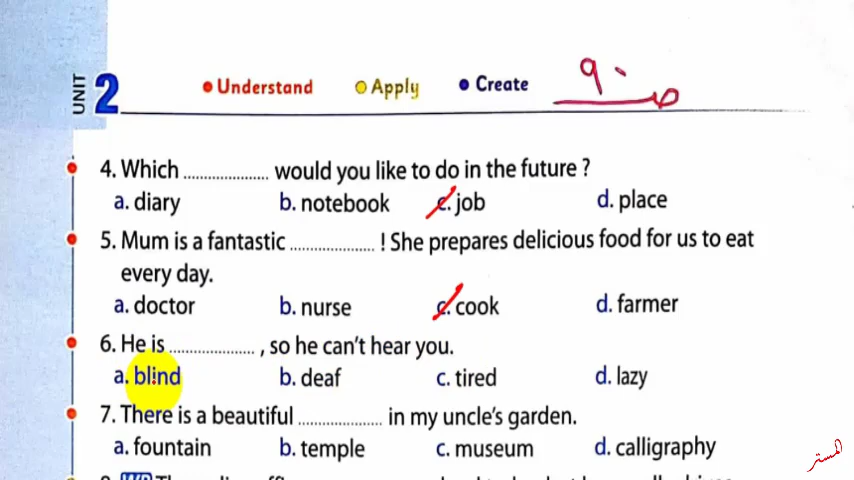 UNIT 2 Understand Apply Create ص ٩٠
4. Which .................... would you like to do in the future ?
a. diary b. notebook c. job d. place
5. Mum is a fantastic .................... ! She prepares delicious food for us to eat
every day.
a. doctor b. nurse c. cook d. farmer
6. He is .................... , so he can't hear you.
a. blind b. deaf c. tired d. lazy
7. There is a beautiful .................... in my uncle's garden.
a. fountain b. temple c. museum d. calligraphy
المستر